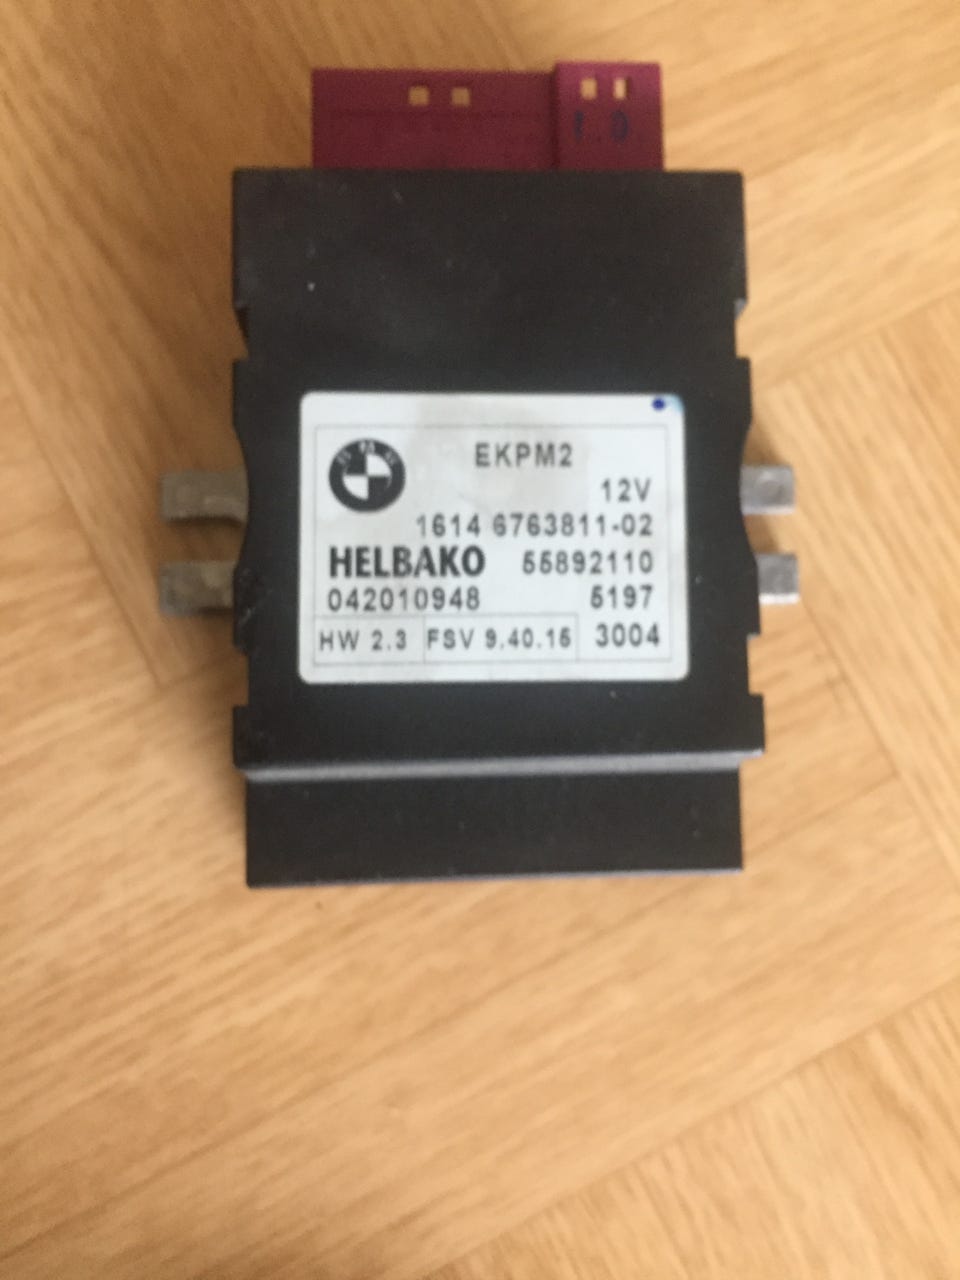 EKPM2
12V
1614 6763811-02
HELBAKO 55892110
042010948 5197
HW 2.3 FSV 9.40.15 3004